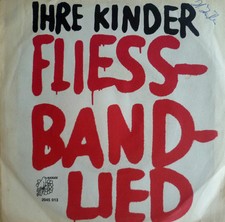 IHRE KINDER
FLIESS-
BAND-
LIED